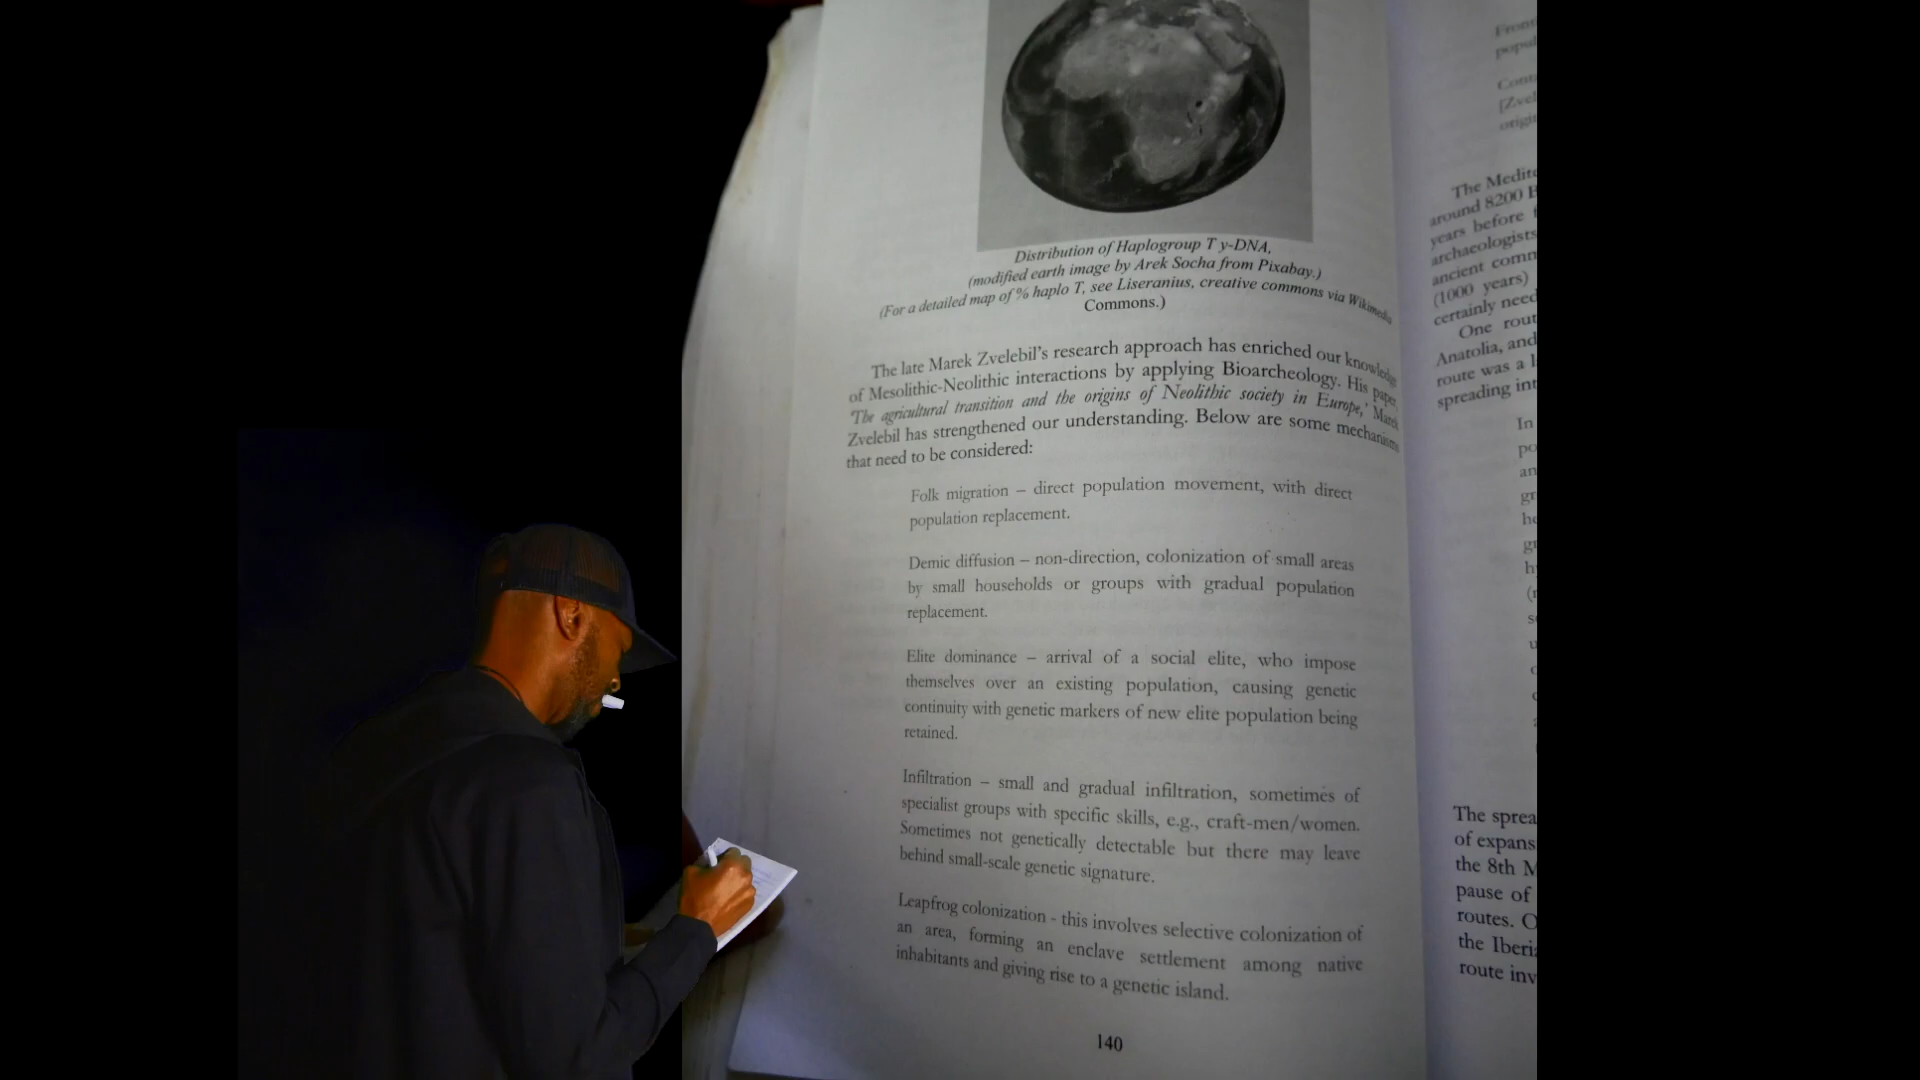 Distribution of Haplogroup T y-DNA,
(modified earth image by Arek Socha from Pixabay.)
(For a detailed map of % haplo T, see Liseranius, creative commons via Wikimedia
Commons.)
The late Marek Zvelebil's research approach has enriched our knowledge
of Mesolithic-Neolithic interactions by applying Bioarcheology. His paper,
'The agricultural transition and the origins of Neolithic society in Europe,' Marek
Zvelebil has strengthened our understanding. Below are some mechanisms
that need to be considered:
Folk migration – direct population movement, with direct
population replacement.
Demic diffusion – non-direction, colonization of small areas
by small households or groups with gradual population
replacement.
Elite dominance – arrival of a social elite, who impose
themselves over an existing population, causing genetic
continuity with genetic markers of new elite population being
retained.
Infiltration – small and gradual infiltration, sometimes of
specialist groups with specific skills, e.g., craft-men/women.
Sometimes not genetically detectable but there may leave
behind small-scale genetic signature.
Leapfrog colonization - this involves selective colonization of
an area, forming an enclave settlement among native
inhabitants and giving rise to a genetic island.
140
The Medite
around 8200 B
years before
archaeologists
ancient comm
(1000 years)
certainly need
One rout
Anatolia, and
route was a l
spreading int
In
po
an
gr
The sprea
of expans
the 8th M
pause of
routes. O
the Iberi
route inv